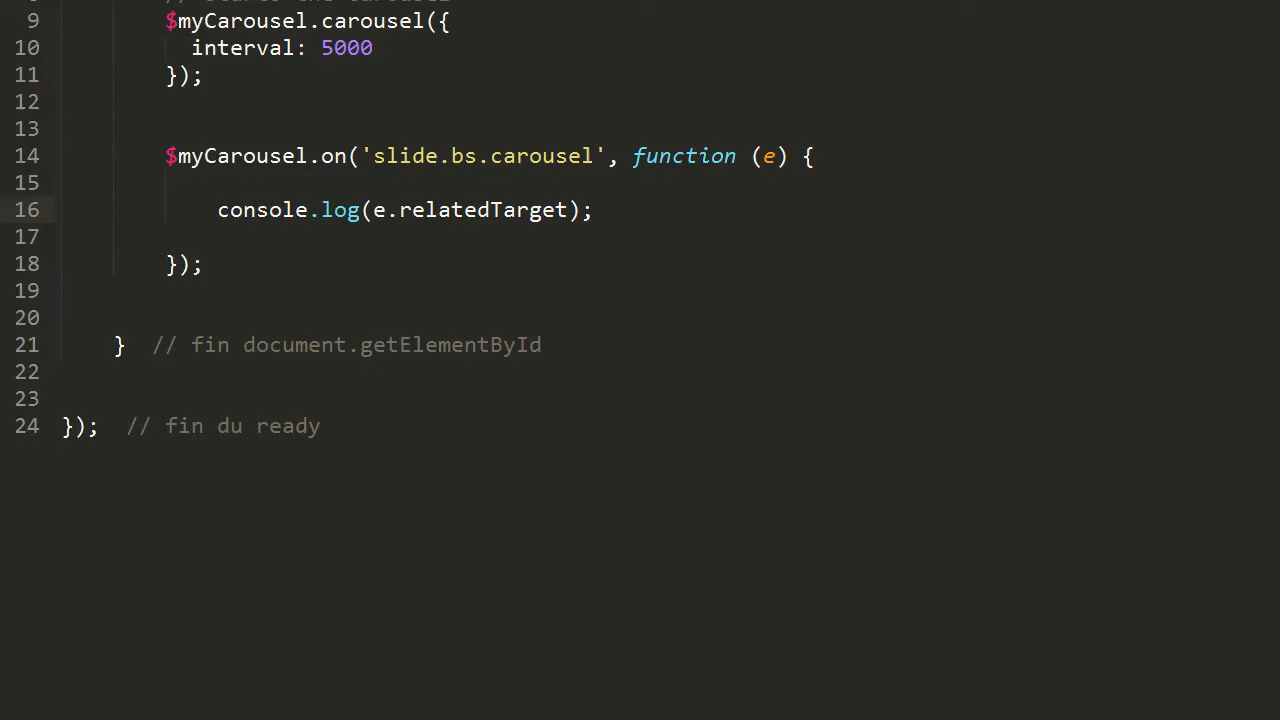 9 $myCarousel.carousel({
10 interval: 5000
11 });
12
13
14 $myCarousel.on('slide.bs.carousel', function (e) {
15
16 console.log(e.relatedTarget);
17
18 });
19
20
21 } // fin document.getElementById
22
23
24 }); // fin du ready